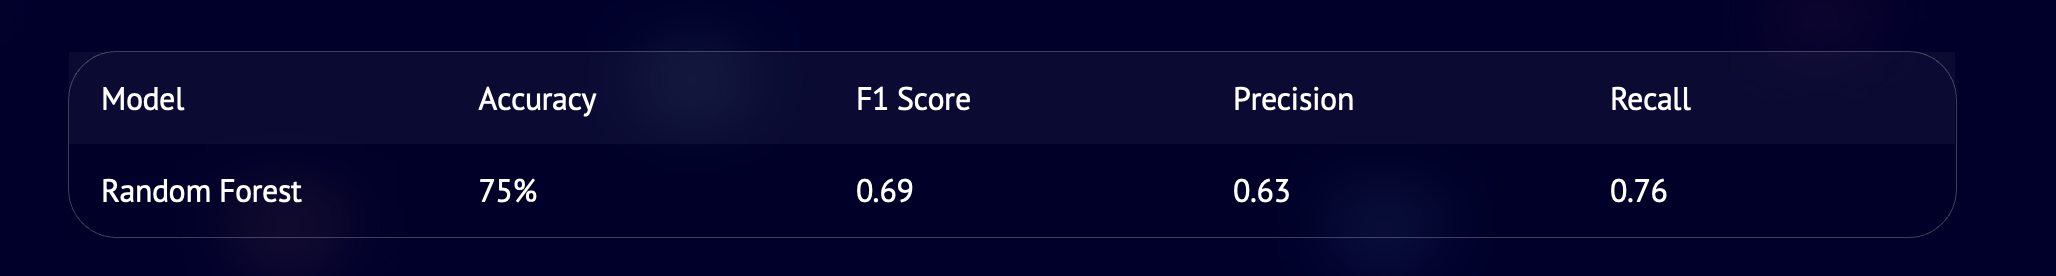 Model Accuracy F1 Score Precision Recall
Random Forest 75% 0.69 0.63 0.76